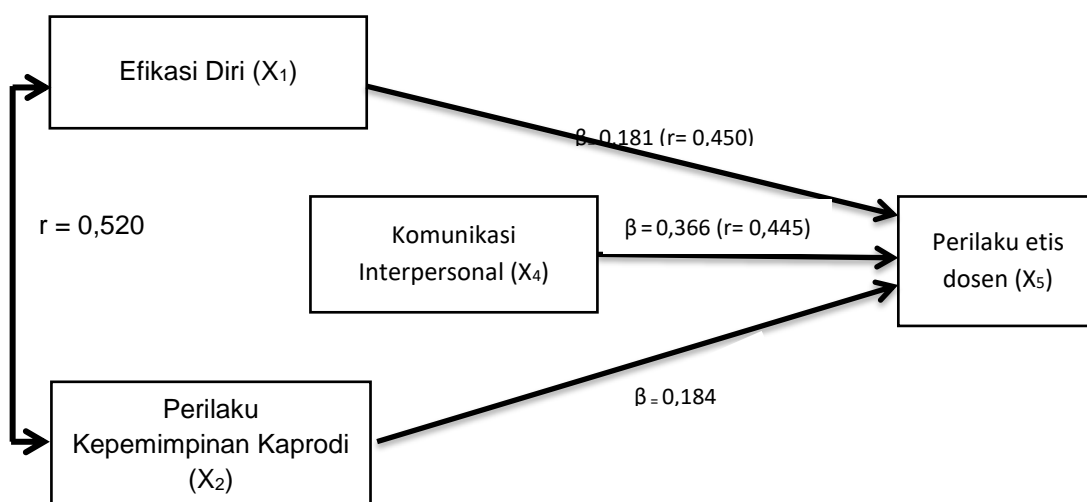 Efikasi Diri (X₁)
β= 0,181 (r= 0,450)
r = 0,520
Komunikasi
Interpersonal (X₄)
β = 0,366 (r= 0,445)
Perilaku etis
dosen (X₅)
β = 0,184
Perilaku
Kepemimpinan Kaprodi
(X₂)